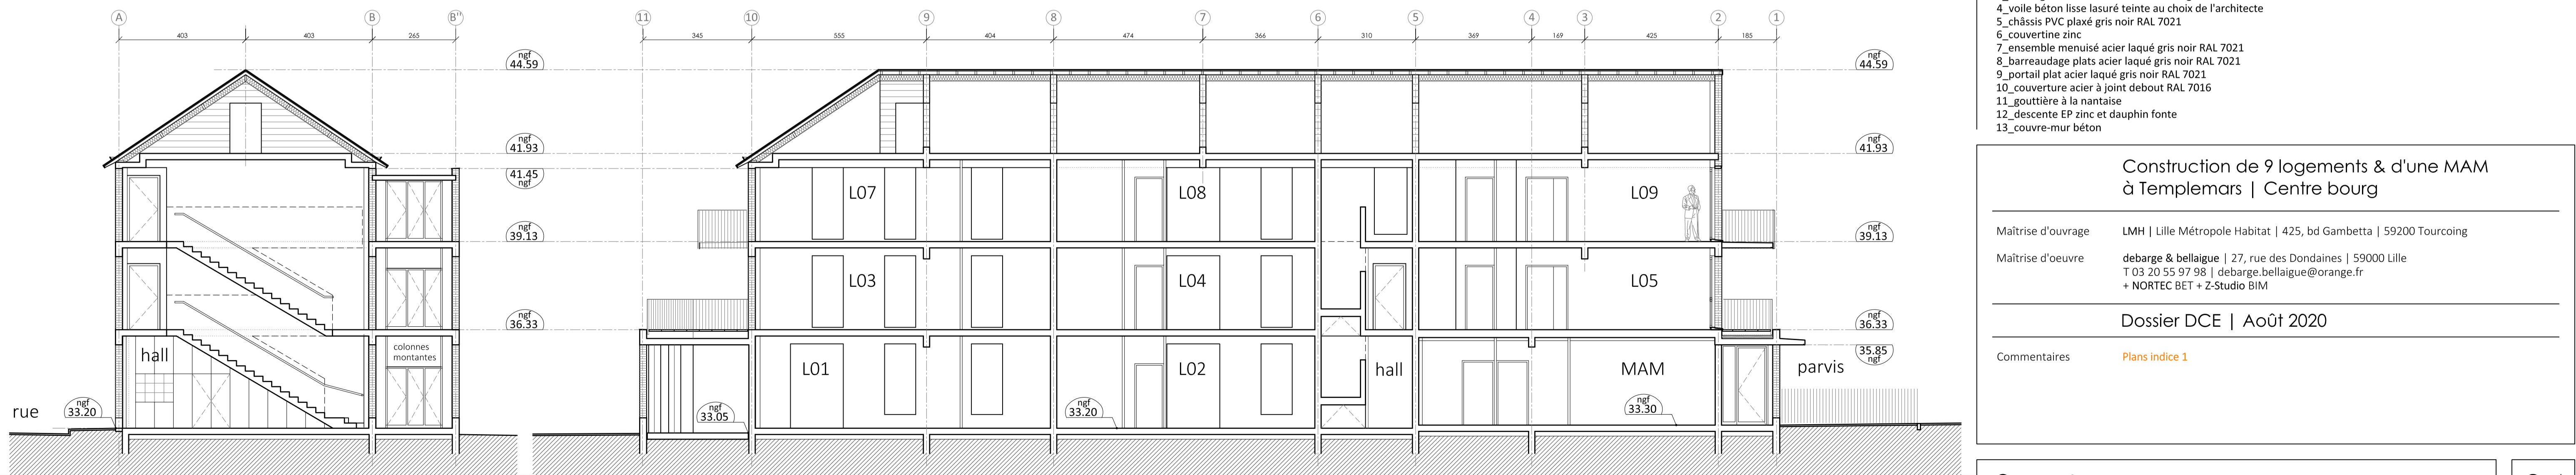 A
B
B''
11
10
9
8
7
6
5
4
3
2
1
403
403
265
345
555
404
474
366
310
369
169
425
185
ngf
44.59
ngf
44.59
ngf
41.93
ngf
41.93
41.45
ngf
L07
L08
L09
ngf
39.13
ngf
39.13
L03
L04
L05
ngf
36.33
ngf
36.33
35.85
ngf
hall
colonnes
montantes
L01
L02
hall
MAM
parvis
rue
ngf
33.20
ngf
33.05
ngf
33.20
ngf
33.30
4_voile béton lisse lasuré teinte au choix de l'architecte
5_châssis PVC plaxé gris noir RAL 7021
6_couvertine zinc
7_ensemble menuisé acier laqué gris noir RAL 7021
8_barreaudage plats acier laqué gris noir RAL 7021
9_portail plat acier laqué gris noir RAL 7021
10_couverture acier à joint debout RAL 7016
11_gouttière à la nantaise
12_descente EP zinc et dauphin fonte
13_couvre-mur béton
Construction de 9 logements & d'une MAM
à Templemars | Centre bourg
Maîtrise d'ouvrage LMH | Lille Métropole Habitat | 425, bd Gambetta | 59200 Tourcoing
Maîtrise d'oeuvre debarge & bellaigue | 27, rue des Dondaines | 59000 Lille
T 03 20 55 97 98 | debarge.bellaigue@orange.fr
+ NORTEC BET + Z-Studio BIM
Dossier DCE | Août 2020
Commentaires Plans indice 1